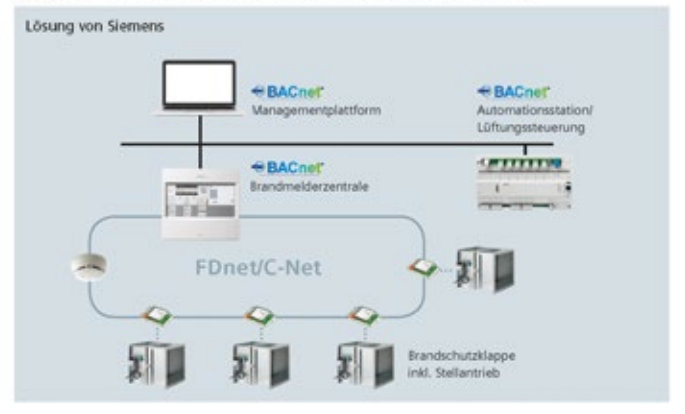 Lösung von Siemens
BACnet
Managementplattform
BACnet
Automationsstation/
Lüftungssteuerung
BACnet
Brandmelderzentrale
FDnet/C-Net
Brandschutzklappe
inkl. Stellantrieb